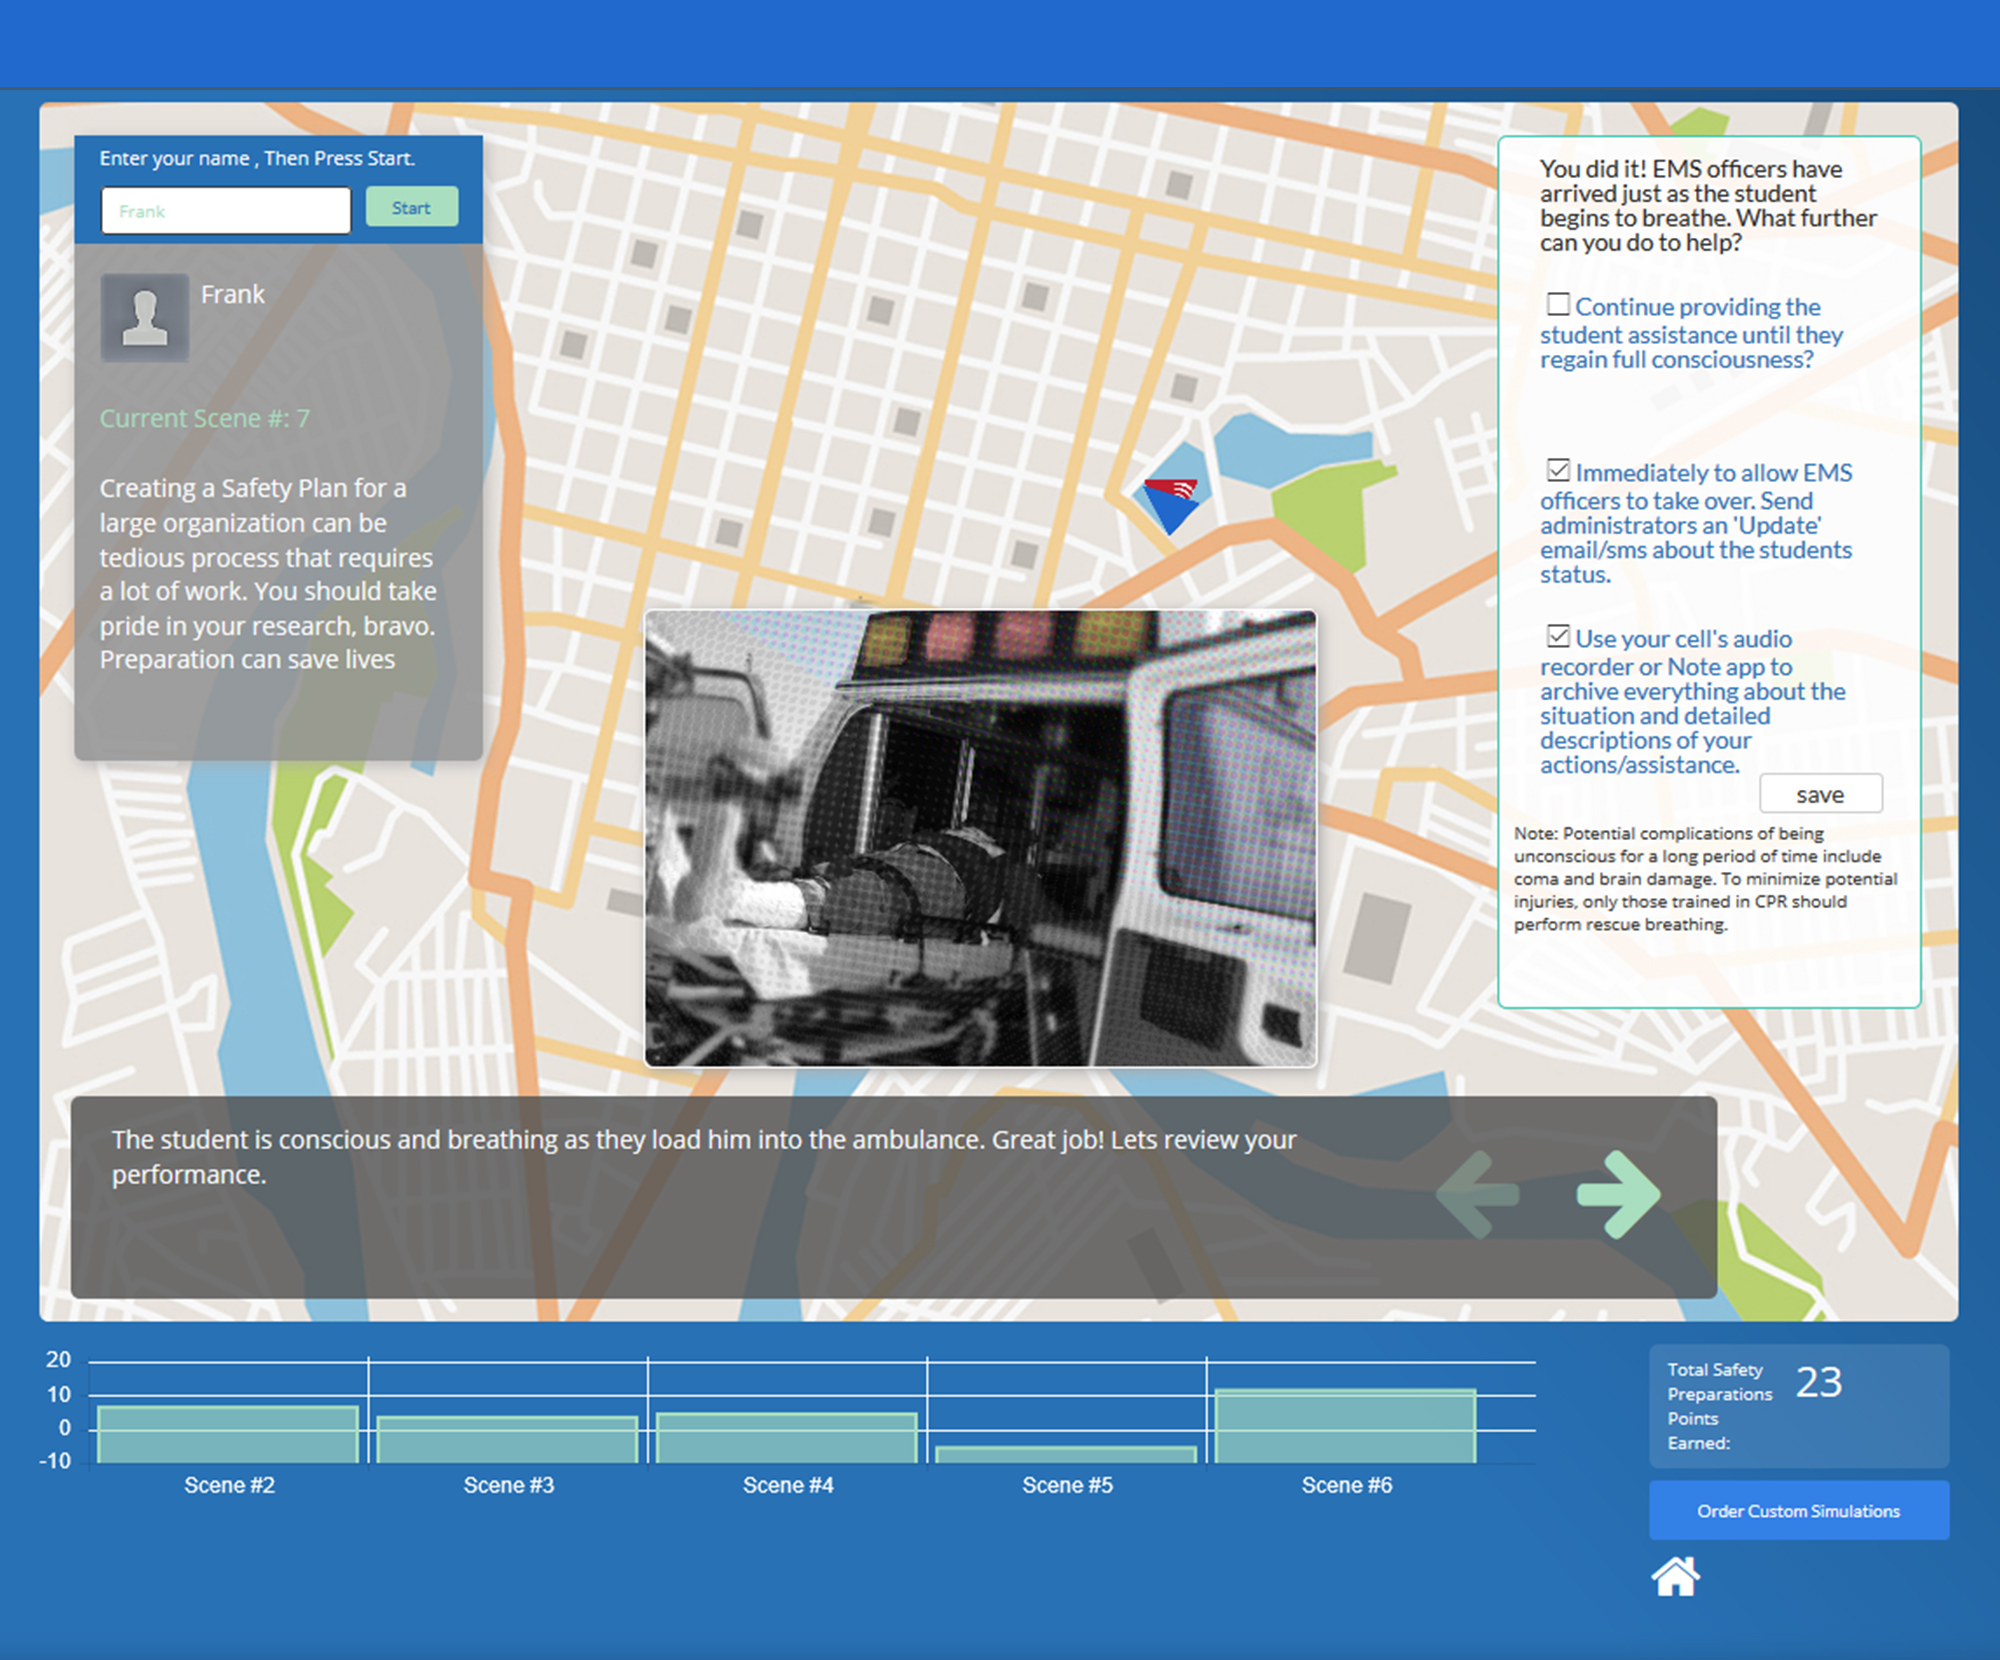 Enter your name , Then Press Start.
Frank
Start
Frank
Current Scene #: 7
Creating a Safety Plan for a
large organization can be
tedious process that requires
a lot of work. You should take
pride in your research, bravo.
Preparation can save lives
You did it! EMS officers have
arrived just as the student
begins to breathe. What further
can you do to help?
Continue providing the
student assistance until they
regain full consciousness?
Immediately to allow EMS
officers to take over. Send
administrators an 'Update'
email/sms about the students
status.
Use your cell's audio
recorder or Note app to
archive everything about the
situation and detailed
descriptions of your
actions/assistance.
save
Note: Potential complications of being
unconscious for a long period of time include
coma and brain damage. To minimize potential
injuries, only those trained in CPR should
perform rescue breathing.
The student is conscious and breathing as they load him into the ambulance. Great job! Lets review your
performance.
20
10
0
-10
Scene #2
Scene #3
Scene #4
Scene #5
Scene #6
Total Safety
Preparations
Points
Earned:
23
Order Custom Simulations